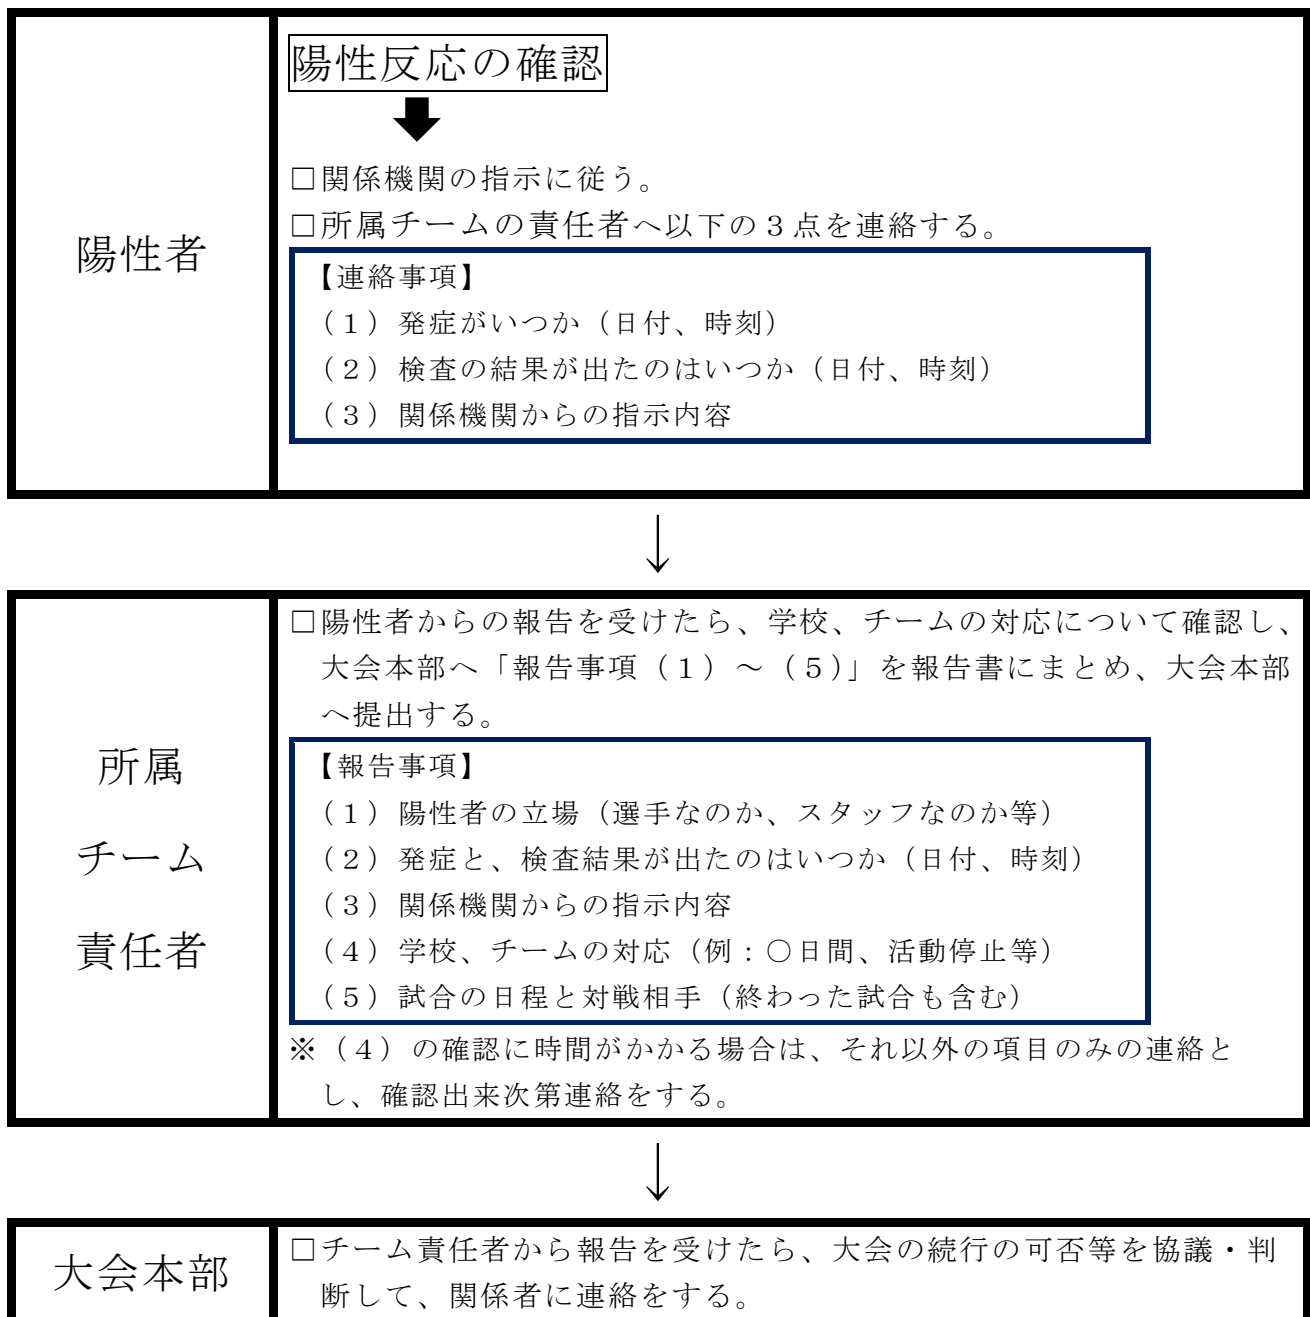 陽性者
陽性反応の確認
□関係機関の指示に従う。
□所属チームの責任者へ以下の３点を連絡する。
【連絡事項】
（１）発症がいつか（日付、時刻）
（２）検査の結果が出たのはいつか（日付、時刻）
（３）関係機関からの指示内容
↓
所属
チーム
責任者
□陽性者からの報告を受けたら、学校、チームの対応について確認し、
大会本部へ「報告事項（１）～（５）」を報告書にまとめ、大会本部
へ提出する。
【報告事項】
（１）陽性者の立場（選手なのか、スタッフなのか等）
（２）発症と、検査結果が出たのはいつか（日付、時刻）
（３）関係機関からの指示内容
（４）学校、チームの対応（例：○日間、活動停止等）
（５）試合の日程と対戦相手（終わった試合も含む）
※（４）の確認に時間がかかる場合は、それ以外の項目のみの連絡と
し、確認出来次第連絡をする。
↓
大会本部
□チーム責任者から報告を受けたら、大会の続行の可否等を協議・判
断して、関係者に連絡をする。